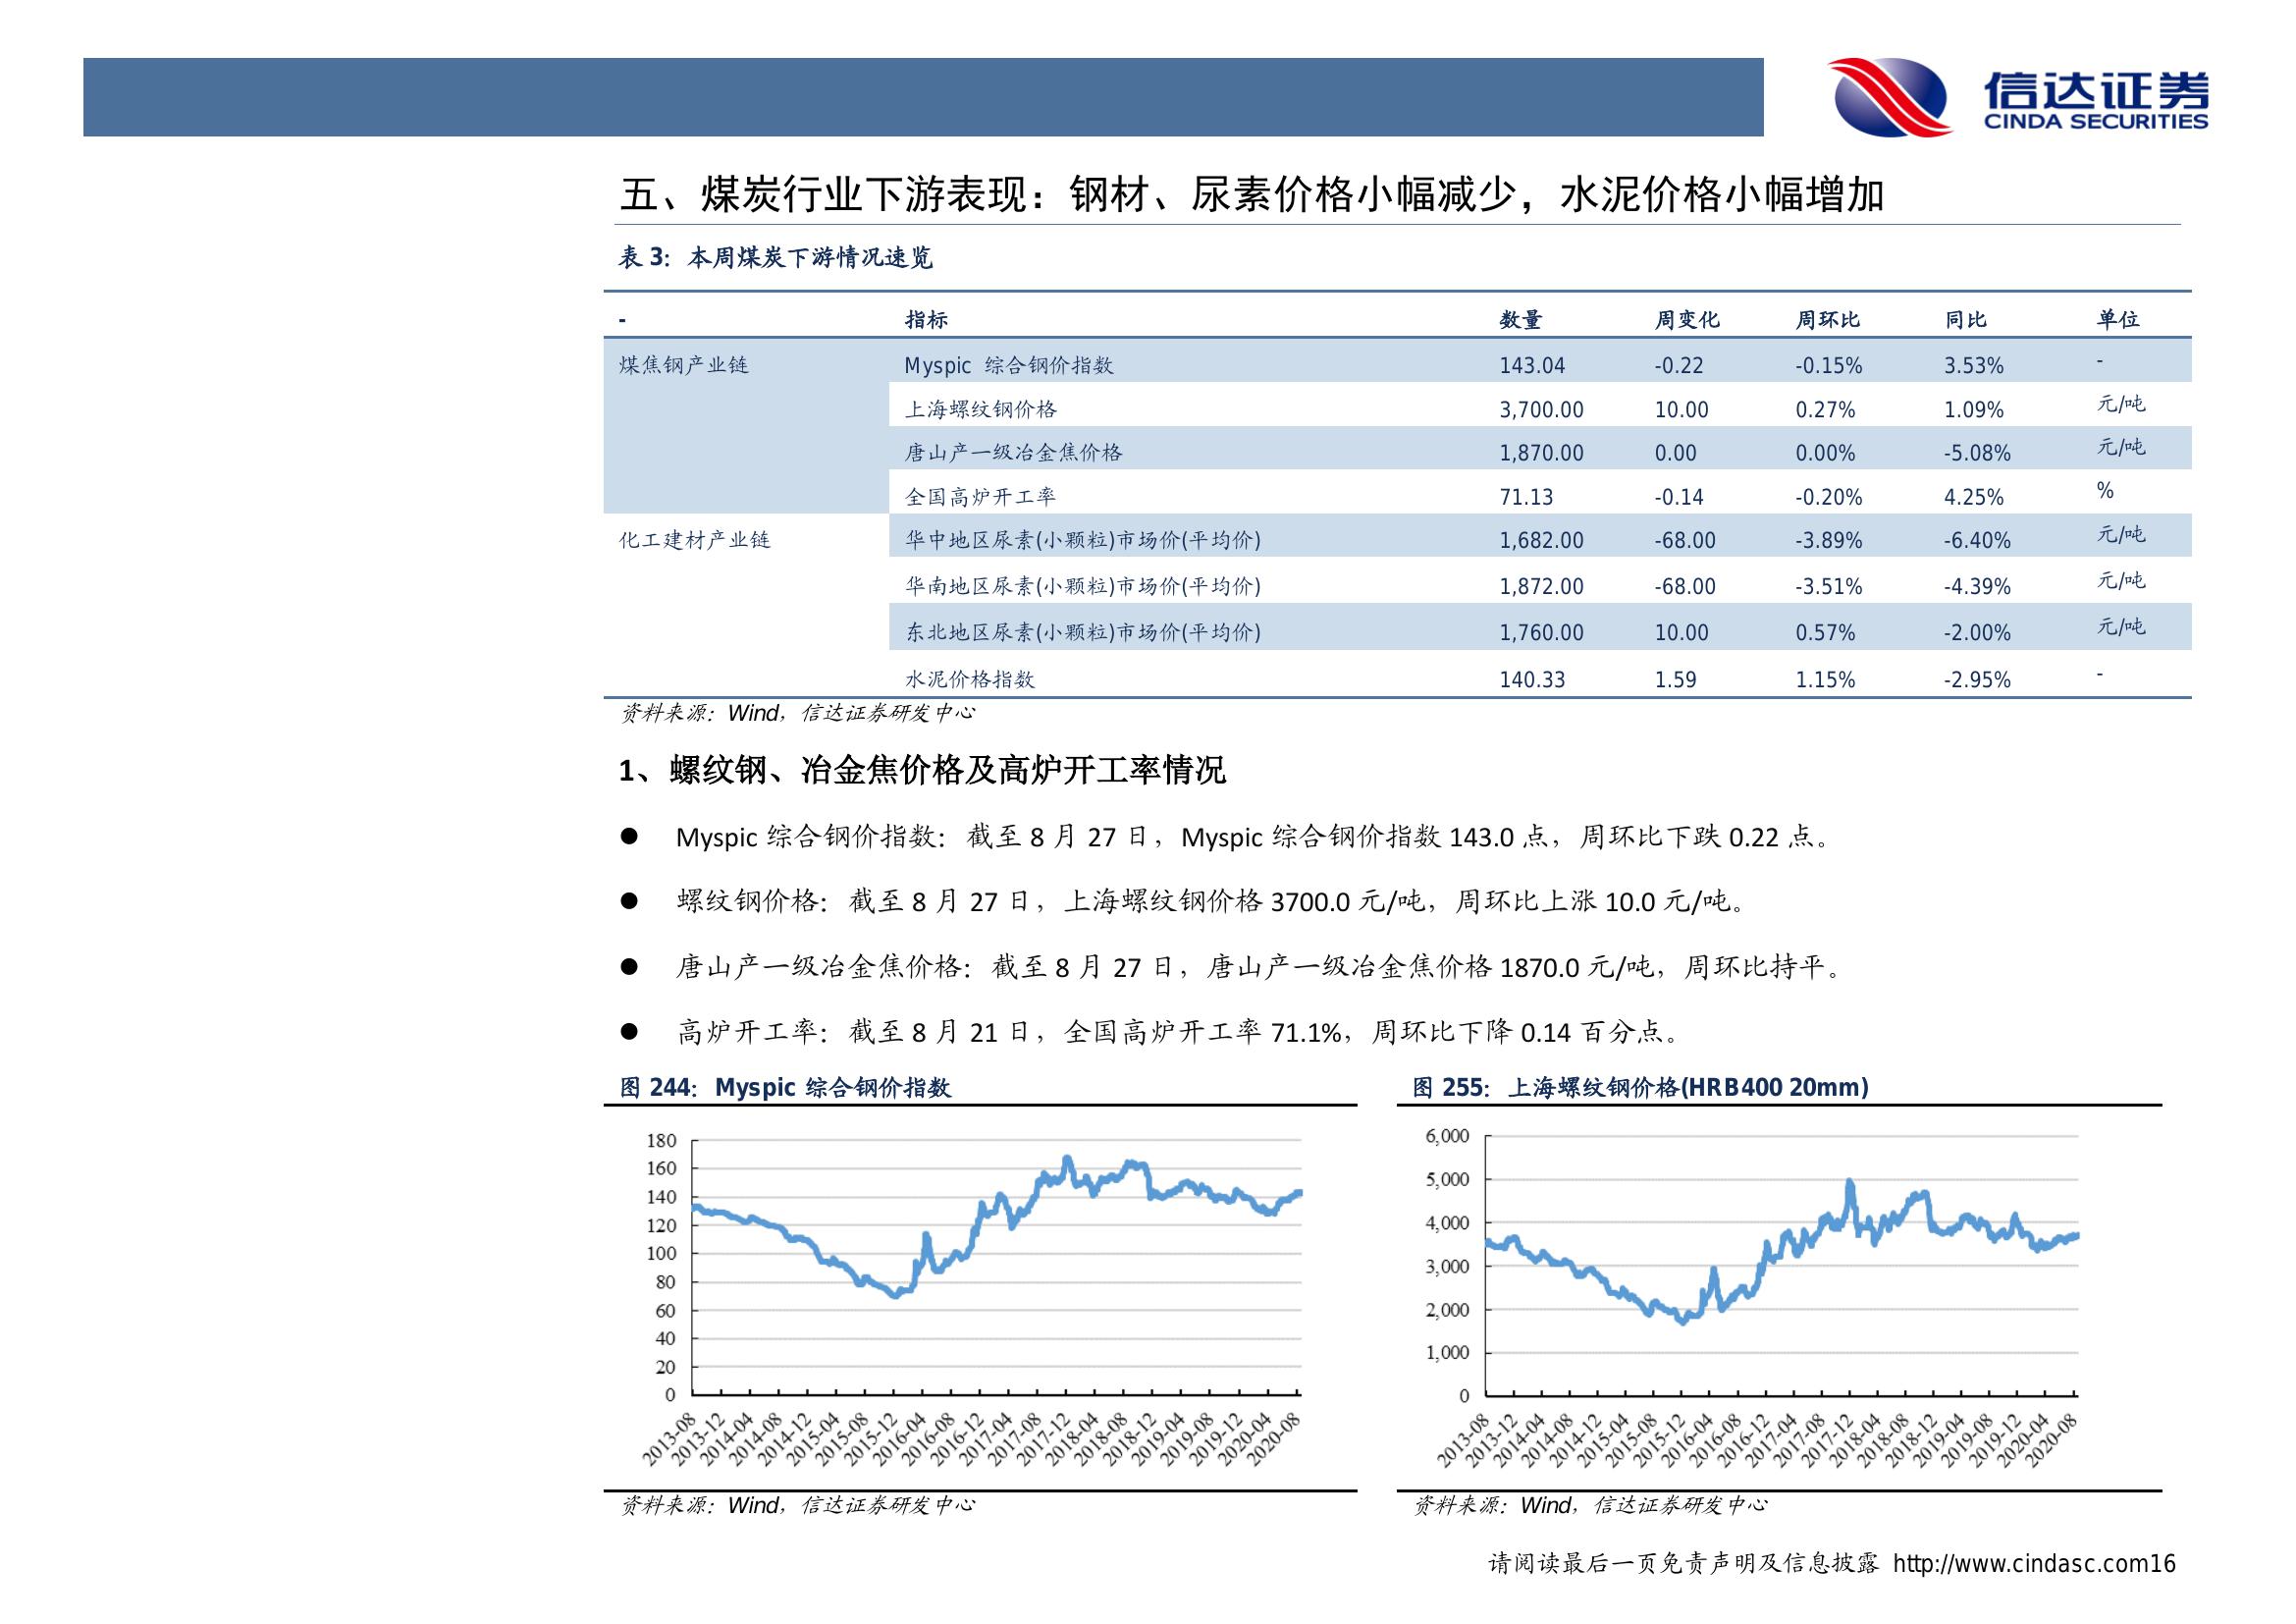 信达证券
CINDA SECURITIES
五、煤炭行业下游表现：钢材、尿素价格小幅减少，水泥价格小幅增加
表 3：本周煤炭下游情况速览
- 指标 数量 周变化 周环比 同比 单位
煤焦钢产业链 Myspic 综合钢价指数 143.04 -0.22 -0.15% 3.53% -
上海螺纹钢价格 3,700.00 10.00 0.27% 1.09% 元/吨
唐山产一级冶金焦价格 1,870.00 0.00 0.00% -5.08% 元/吨
全国高炉开工率 71.13 -0.14 -0.20% 4.25% %
化工建材产业链 华中地区尿素(小颗粒)市场价(平均价) 1,682.00 -68.00 -3.89% -6.40% 元/吨
华南地区尿素(小颗粒)市场价(平均价) 1,872.00 -68.00 -3.51% -4.39% 元/吨
东北地区尿素(小颗粒)市场价(平均价) 1,760.00 10.00 0.57% -2.00% 元/吨
水泥价格指数 140.33 1.59 1.15% -2.95% -
资料来源：Wind，信达证券研发中心
1、螺纹钢、冶金焦价格及高炉开工率情况
● Myspic 综合钢价指数：截至 8 月 27 日，Myspic 综合钢价指数 143.0 点，周环比下跌 0.22 点。
● 螺纹钢价格：截至 8 月 27 日，上海螺纹钢价格 3700.0 元/吨，周环比上涨 10.0 元/吨。
● 唐山产一级冶金焦价格：截至 8 月 27 日，唐山产一级冶金焦价格 1870.0 元/吨，周环比持平。
● 高炉开工率：截至 8 月 21 日，全国高炉开工率 71.1%，周环比下降 0.14 百分点。
图 244：Myspic 综合钢价指数
180
160
140
120
100
80
60
40
20
0
2013-08 2013-12 2014-04 2014-08 2014-12 2015-04 2015-08 2015-12 2016-04 2016-08 2016-12 2017-04 2017-08 2017-12 2018-04 2018-08 2018-12 2019-04 2019-08 2019-12 2020-04 2020-08
资料来源：Wind，信达证券研发中心
图 255：上海螺纹钢价格(HRB400 20mm)
6,000
5,000
4,000
3,000
2,000
1,000
0
2013-08 2013-12 2014-04 2014-08 2014-12 2015-04 2015-08 2015-12 2016-04 2016-08 2016-12 2017-04 2017-08 2017-12 2018-04 2018-08 2018-12 2019-04 2019-08 2019-12 2020-04 2020-08
资料来源：Wind，信达证券研发中心
请阅读最后一页免责声明及信息披露 http://www.cindasc.com16